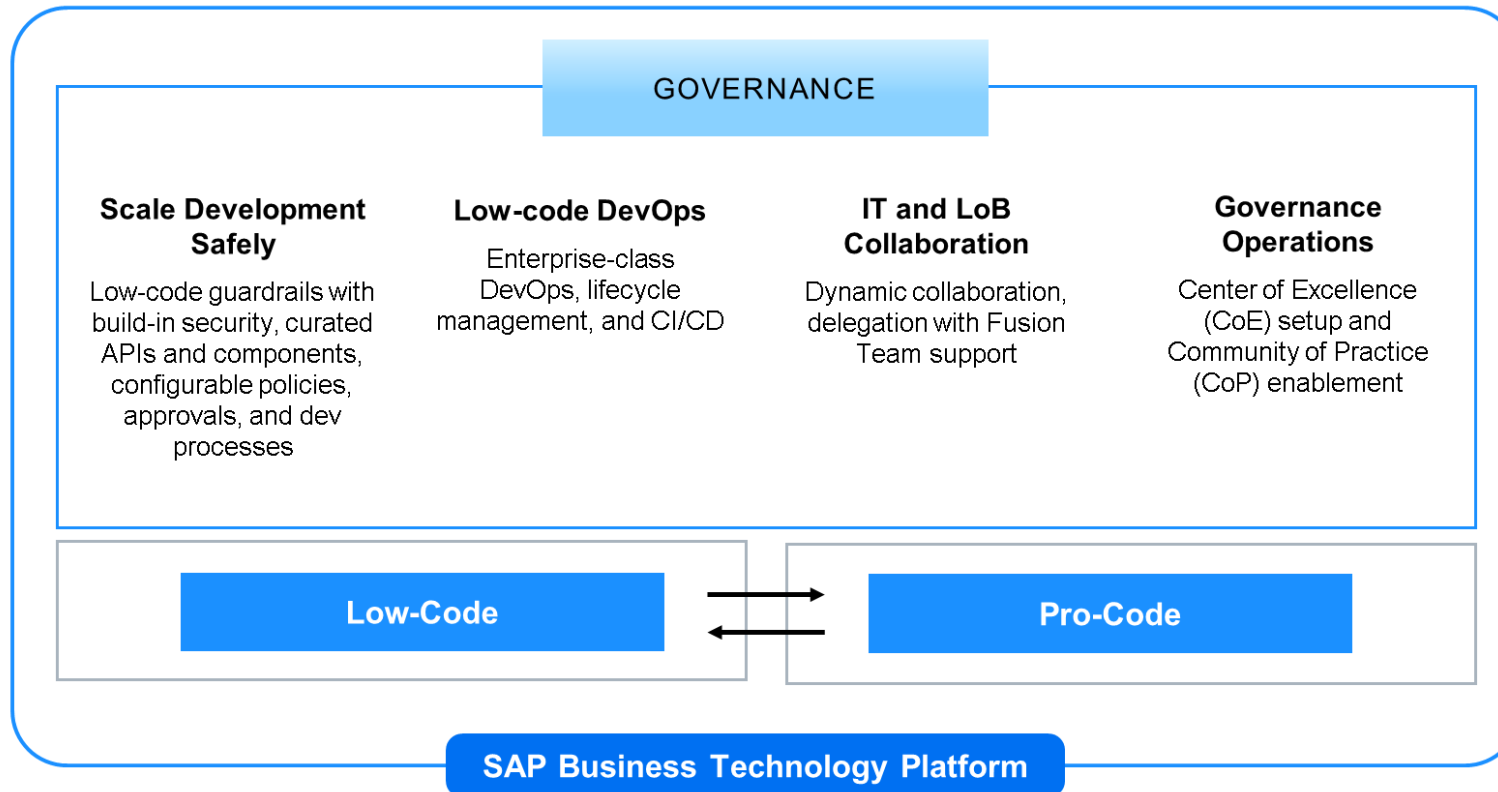 GOVERNANCE
Scale Development
Safely
Low-code guardrails with
build-in security, curated
APIs and components,
configurable policies,
approvals, and dev
processes
Low-code DevOps
Enterprise-class
DevOps, lifecycle
management, and CI/CD
IT and LoB
Collaboration
Dynamic collaboration,
delegation with Fusion
Team support
Governance
Operations
Center of Excellence
(CoE) setup and
Community of Practice
(CoP) enablement
Low-Code
Pro-Code
SAP Business Technology Platform